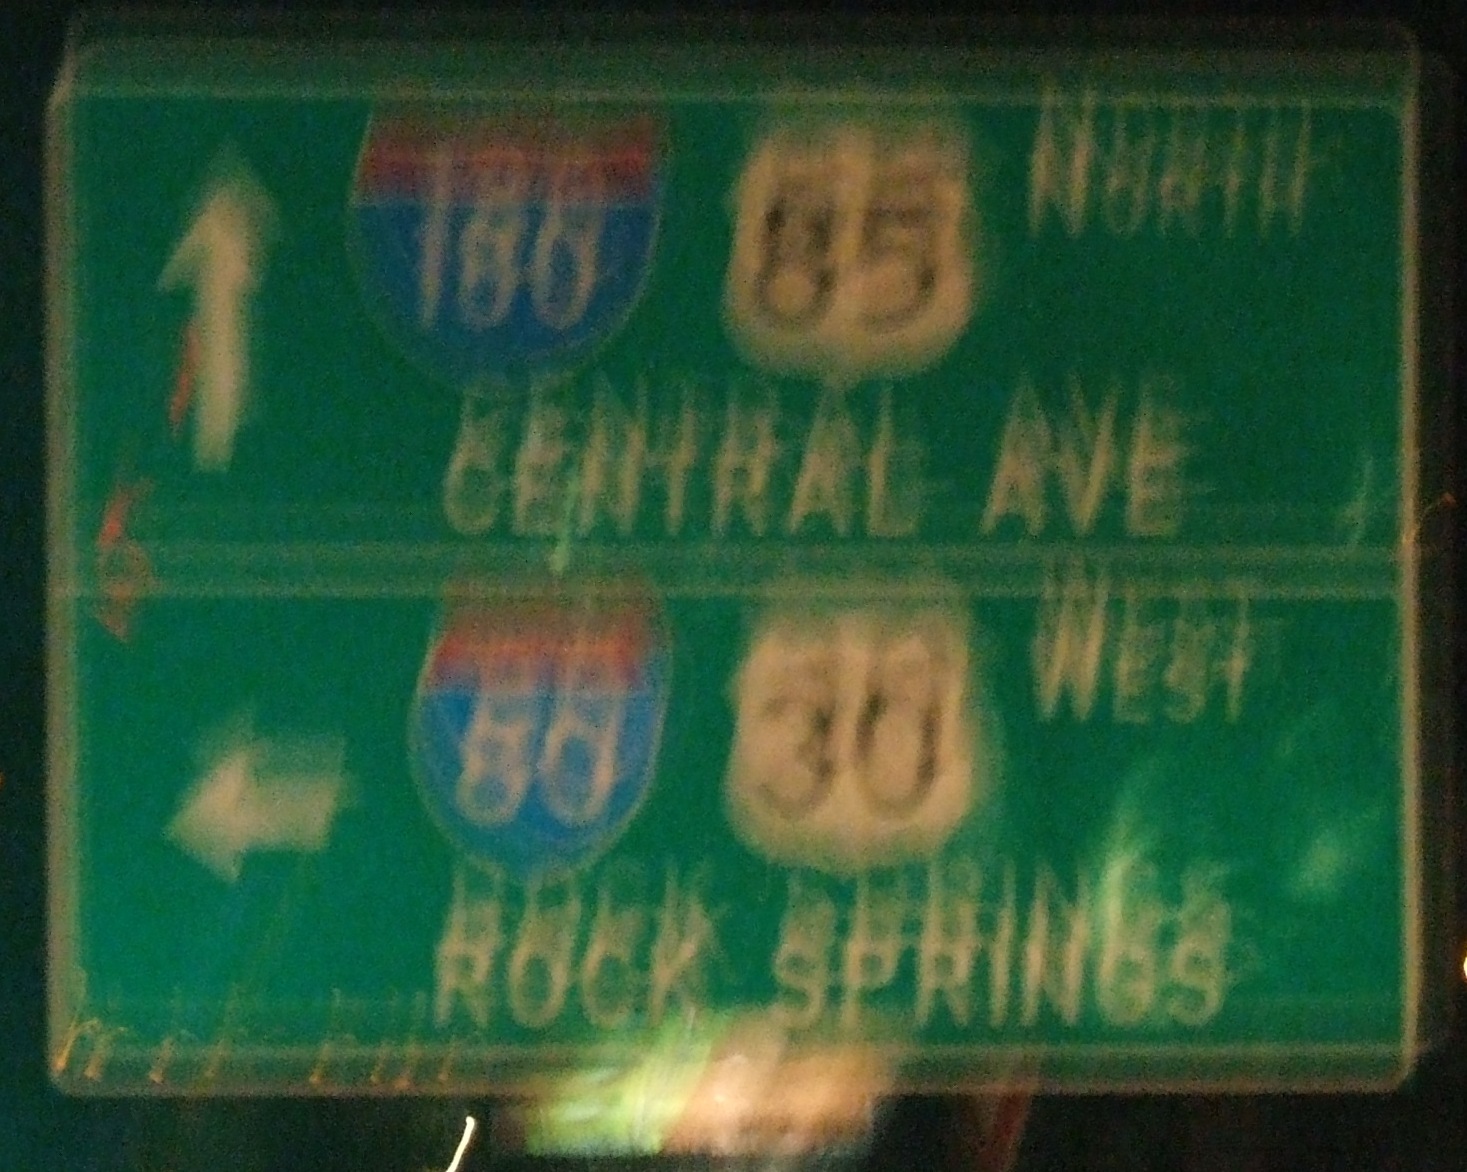 180 85 NORTH
CENTRAL AVE
80 30 WEST
ROCK SPRINGS